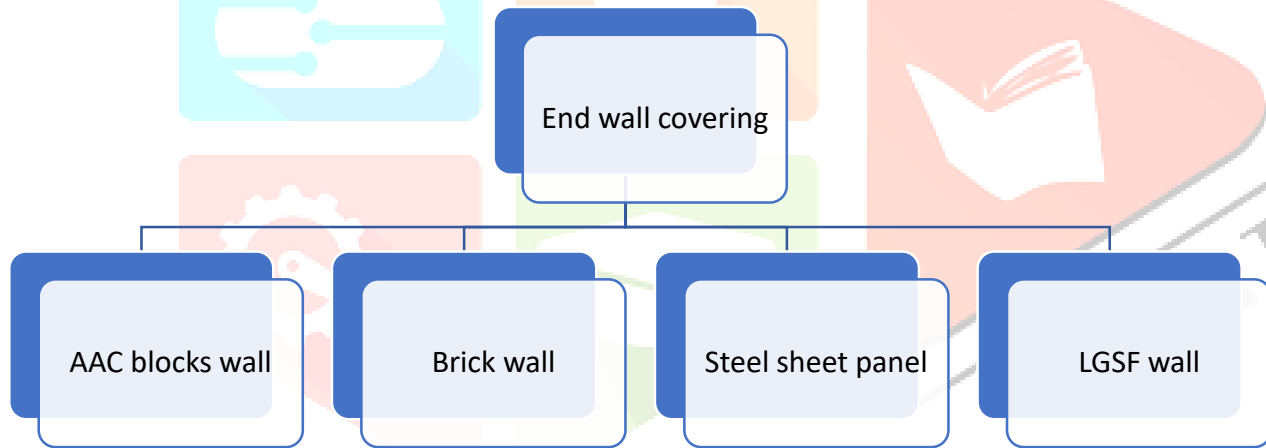 End wall covering
AAC blocks wall
Brick wall
Steel sheet panel
LGSF wall